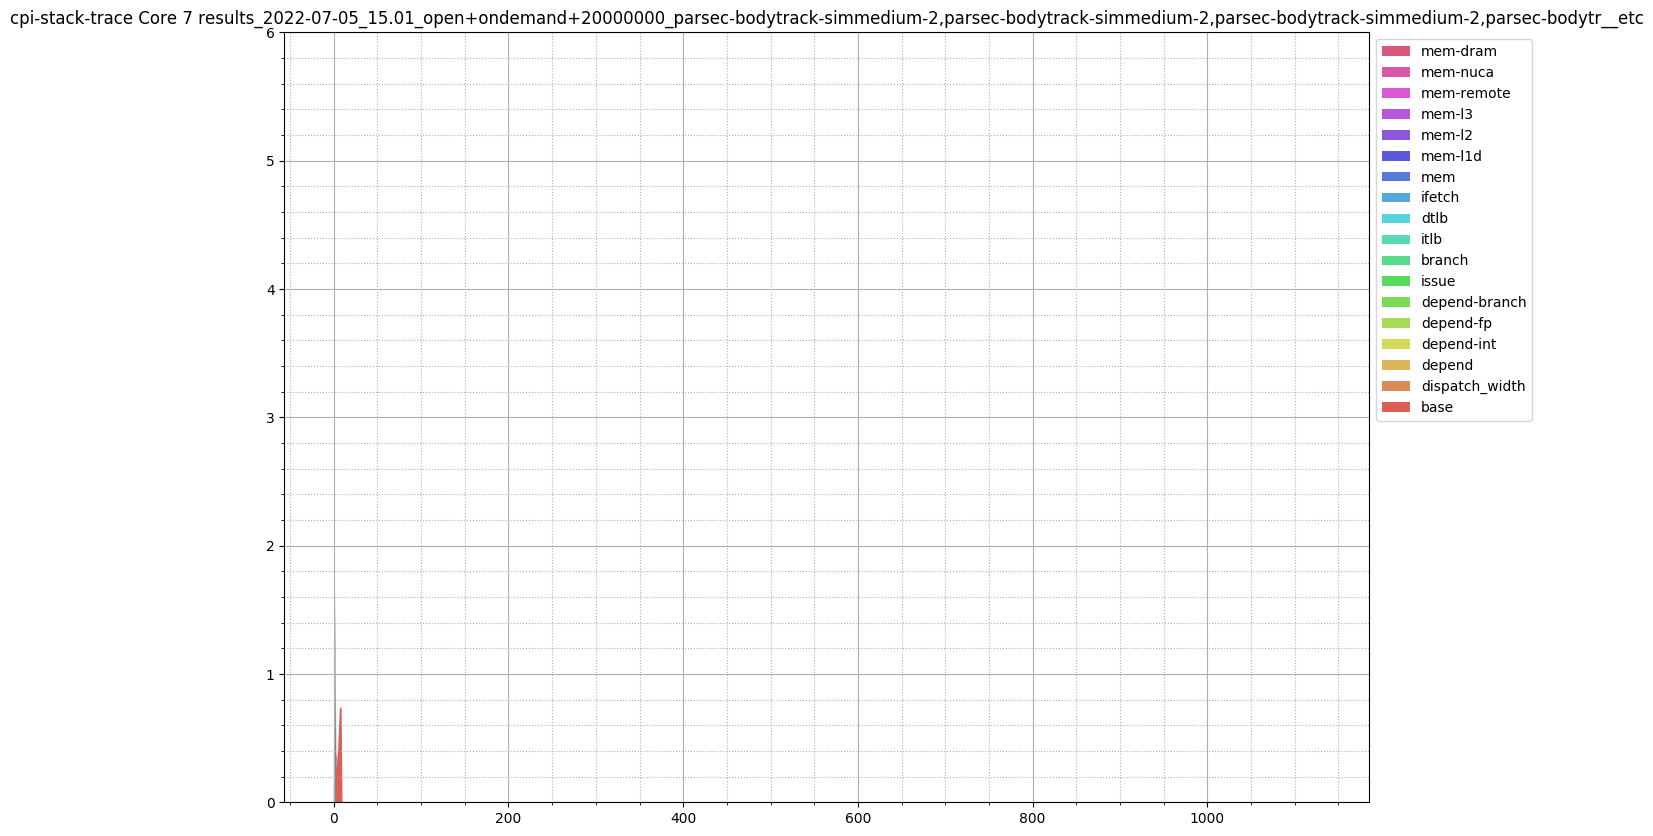 cpi-stack-trace Core 7 results_2022-07-05_15.01_open+ondemand+20000000_parsec-bodytrack-simmedium-2,parsec-bodytrack-simmedium-2,parsec-bodytrack-simmedium-2,parsec-bodytr__etc
6
5
4
3
2
1
0
0 200 400 600 800 1000
mem-dram
mem-nuca
mem-remote
mem-l3
mem-l2
mem-l1d
mem
ifetch
dtlb
itlb
branch
issue
depend-branch
depend-fp
depend-int
depend
dispatch_width
base